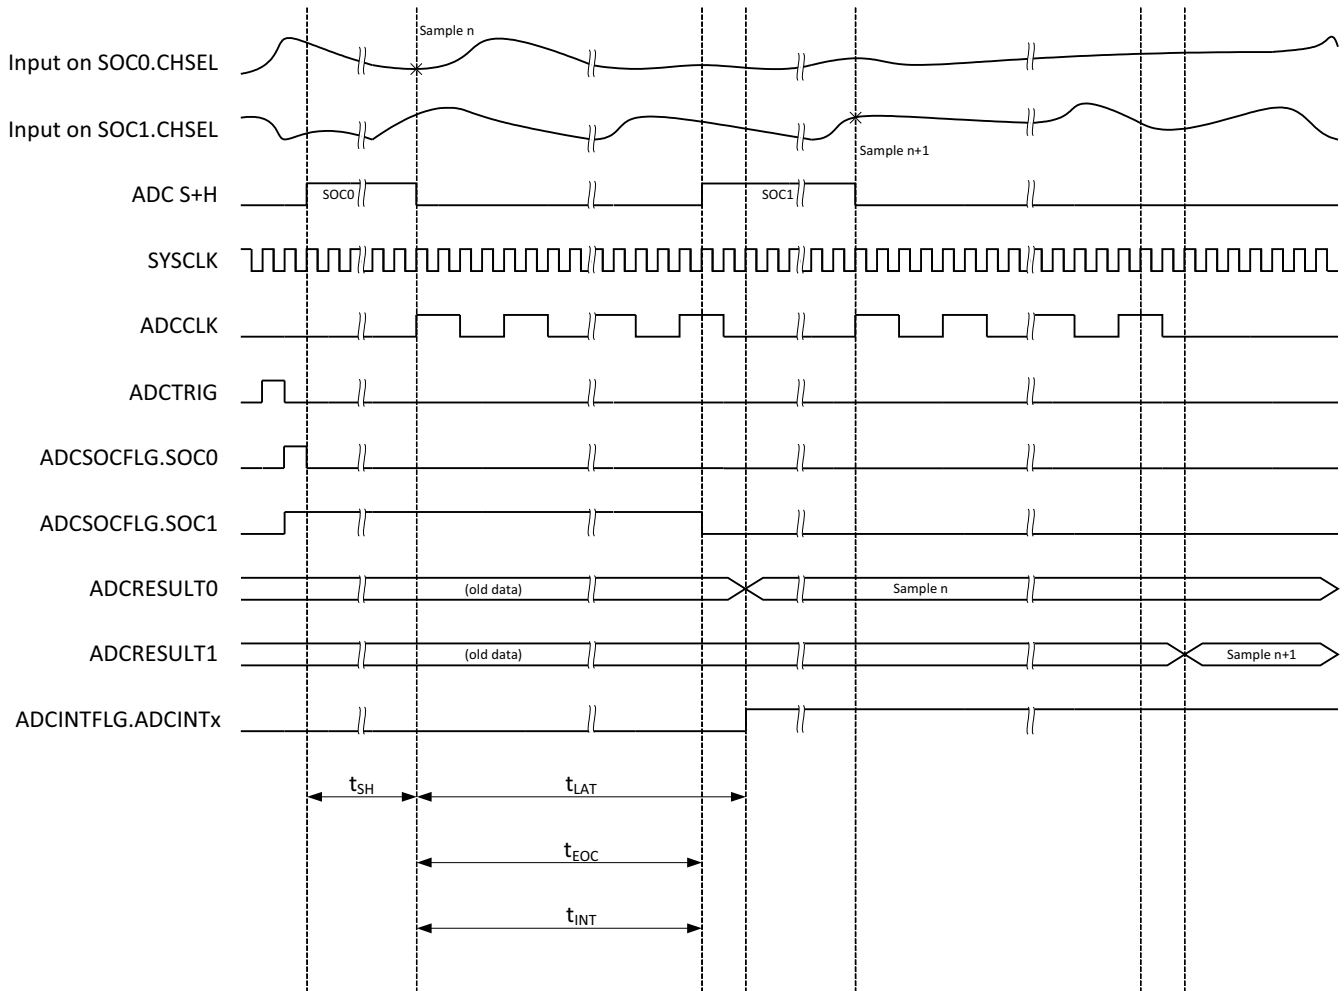 Sample n
Input on SOC0.CHSEL
Input on SOC1.CHSEL
Sample n+1
ADC S+H
SOC0
SOC1
SYSCLK
ADCCLK
ADCTRIG
ADCSOCFLG.SOC0
ADCSOCFLG.SOC1
ADCRESULT0
(old data)
Sample n
ADCRESULT1
(old data)
Sample n+1
ADCINTFLG.ADCINTx
tSH
tLAT
tEOC
tINT